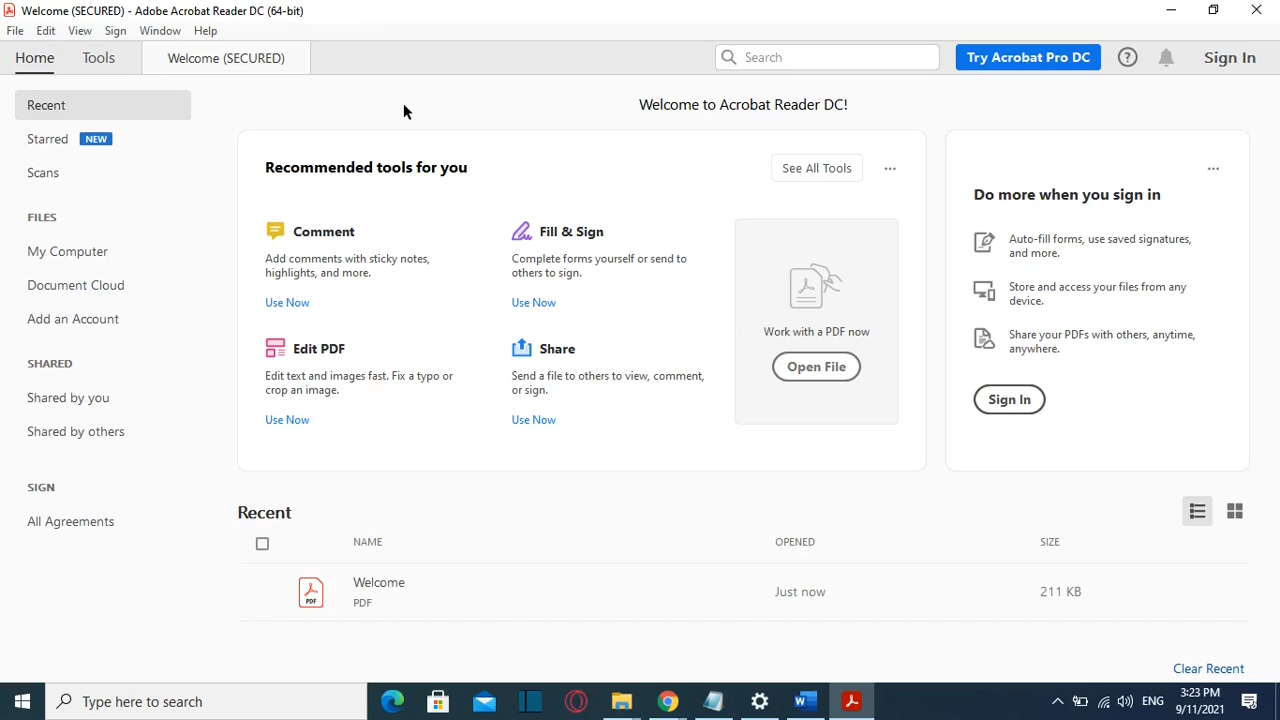 Welcome (SECURED) - Adobe Acrobat Reader DC (64-bit)
File Edit View Sign Window Help
Home Tools Welcome (SECURED) Search Try Acrobat Pro DC Sign In
Recent
Starred NEW
Scans
FILES
My Computer
Document Cloud
Add an Account
SHARED
Shared by you
Shared by others
SIGN
All Agreements
Welcome to Acrobat Reader DC!
Recommended tools for you
See All Tools
Comment
Add comments with sticky notes,
highlights, and more.
Use Now
Fill & Sign
Complete forms yourself or send to
others to sign.
Use Now
Edit PDF
Edit text and images fast. Fix a typo or
crop an image.
Use Now
Share
Send a file to others to view, comment,
or sign.
Use Now
Work with a PDF now
Open File
Do more when you sign in
Auto-fill forms, use saved signatures,
and more.
Store and access your files from any
device.
Share your PDFs with others, anytime,
anywhere.
Sign In
Recent
NAME OPENED SIZE
PDF
Welcome Just now 211 KB
PDF
Clear Recent
Type here to search
ENG
3:23 PM
9/11/2021